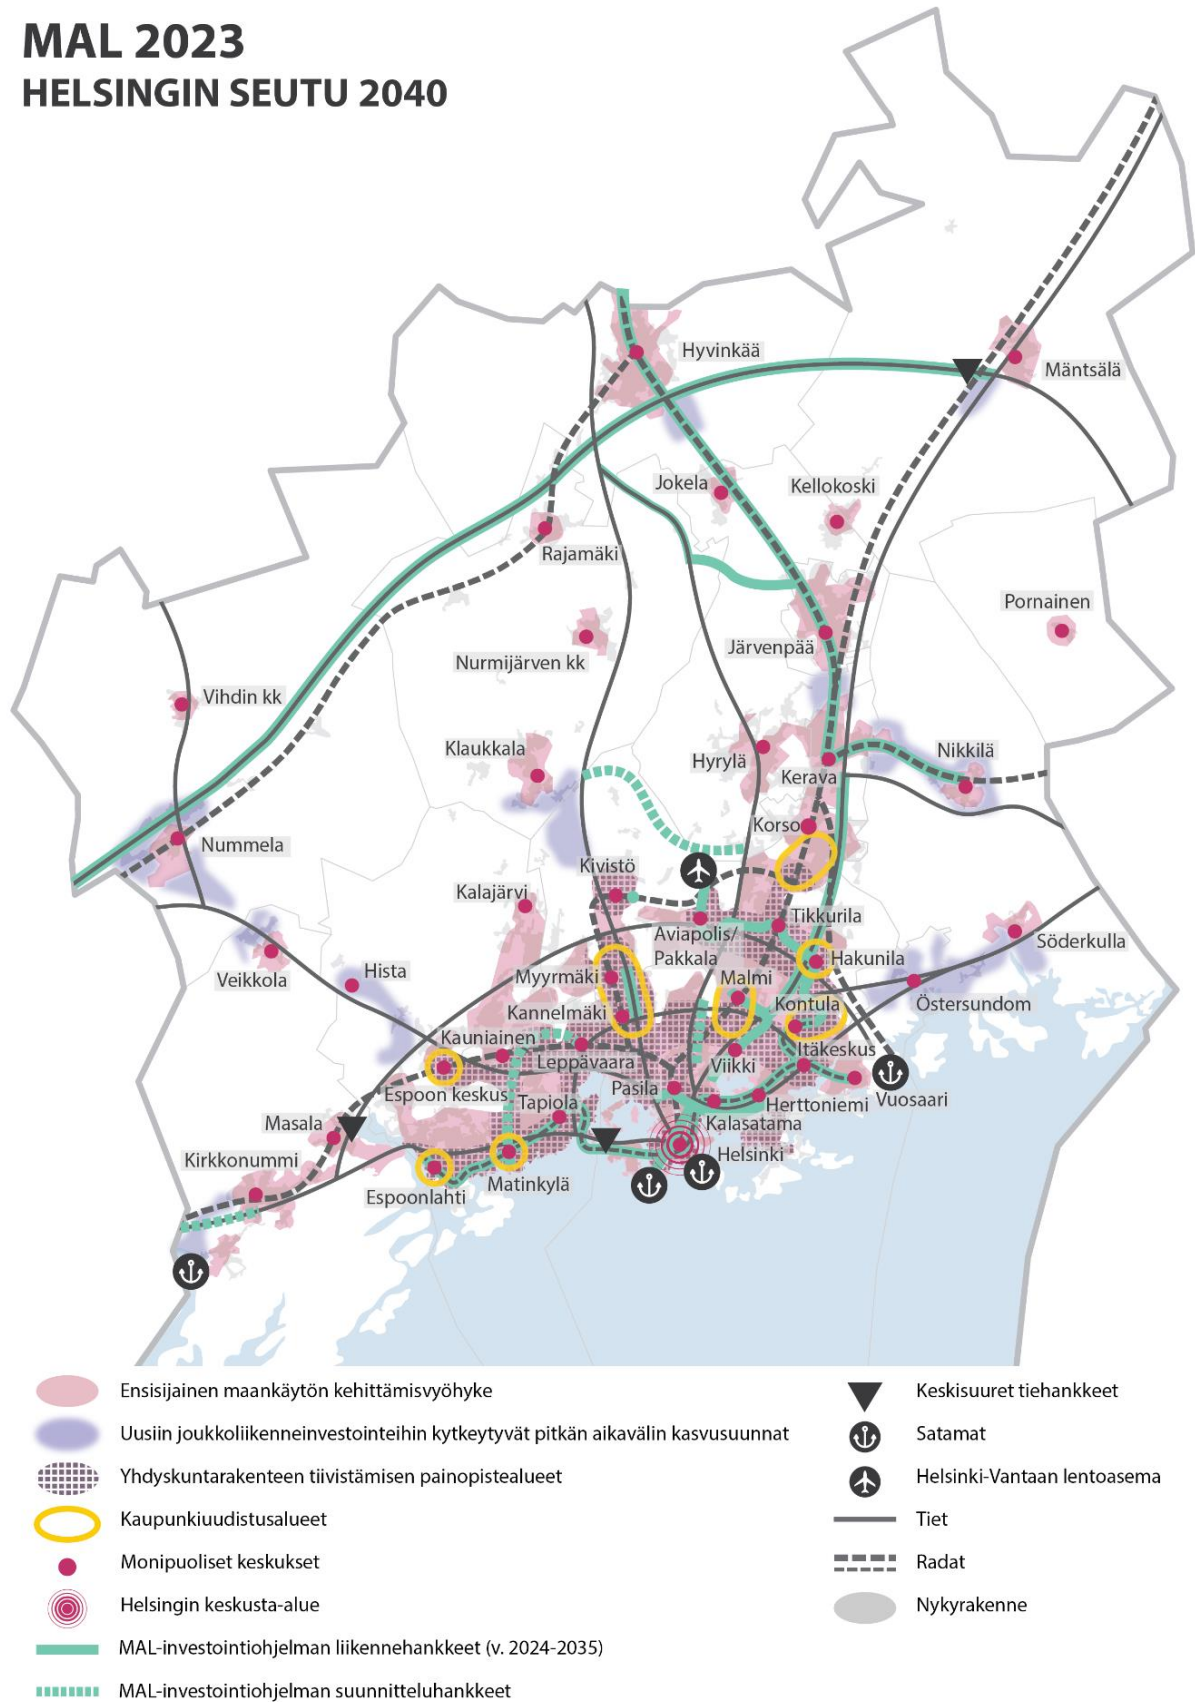 MAL 2023
HELSINGIN SEUTU 2040
Hyvinkää
Mäntsälä
Jokela
Kellokoski
Rajamäki
Pornainen
Järvenpää
Nurmijärven kk
Vihdin kk
Klaukkala
Hyrylä
Nikkilä
Kerava
Korso
Nummela
Kivistö
Kalajärvi
Tikkurila
Aviapolis/
Pakkala
Söderkulla
Hakunila
Veikkola
Hista
Myyrmäki
Malmi
Östersundom
Kontula
Kannelmäki
Kauniainen
Itäkeskus
Leppävaara
Viikki
Pasila
Espoon keskus
Vuosaari
Tapiola
Herttoniemi
Masala
Kalasatama
Helsinki
Kirkkonummi
Matinkylä
Espoonlahti
Ensisijainen maankäytön kehittämisvyöhyke
Uusiin joukkoliikenneinvestointeihin kytkeytyvät pitkän aikavälin kasvusuunnat
Yhdyskuntarakenteen tiivistämisen painopistealueet
Kaupunkiuudistusalueet
Monipuoliset keskukset
Helsingin keskusta-alue
MAL-investointiohjelman liikennehankkeet (v. 2024-2035)
MAL-investointiohjelman suunnitteluhankkeet
Keskisuuret tiehankkeet
Satamat
Helsinki-Vantaan lentoasema
Tiet
Radat
Nykyrakenne